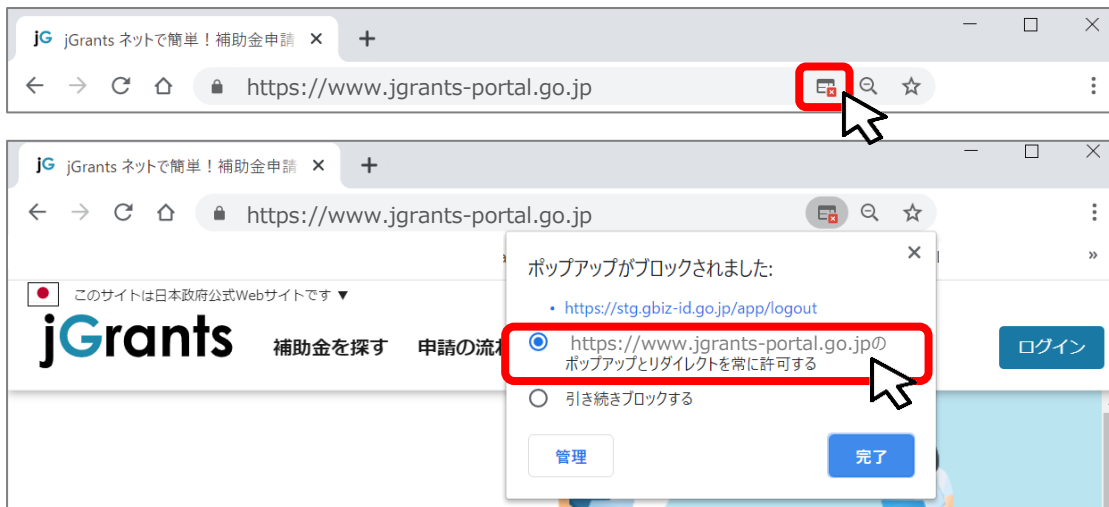 jG jGrants ネットで簡単！補助金申請
https://www.jgrants-portal.go.jp
jG jGrants ネットで簡単！補助金申請
https://www.jgrants-portal.go.jp
ポップアップがブロックされました:
このサイトは日本政府公式Webサイトです ▼
• https://stg.gbiz-id.go.jp/app/logout
jGrants 補助金を探す 申請の流れ
https://www.jgrants-portal.go.jpの
ポップアップとリダイレクトを常に許可する
ログイン
引き続きブロックする
管理 完了